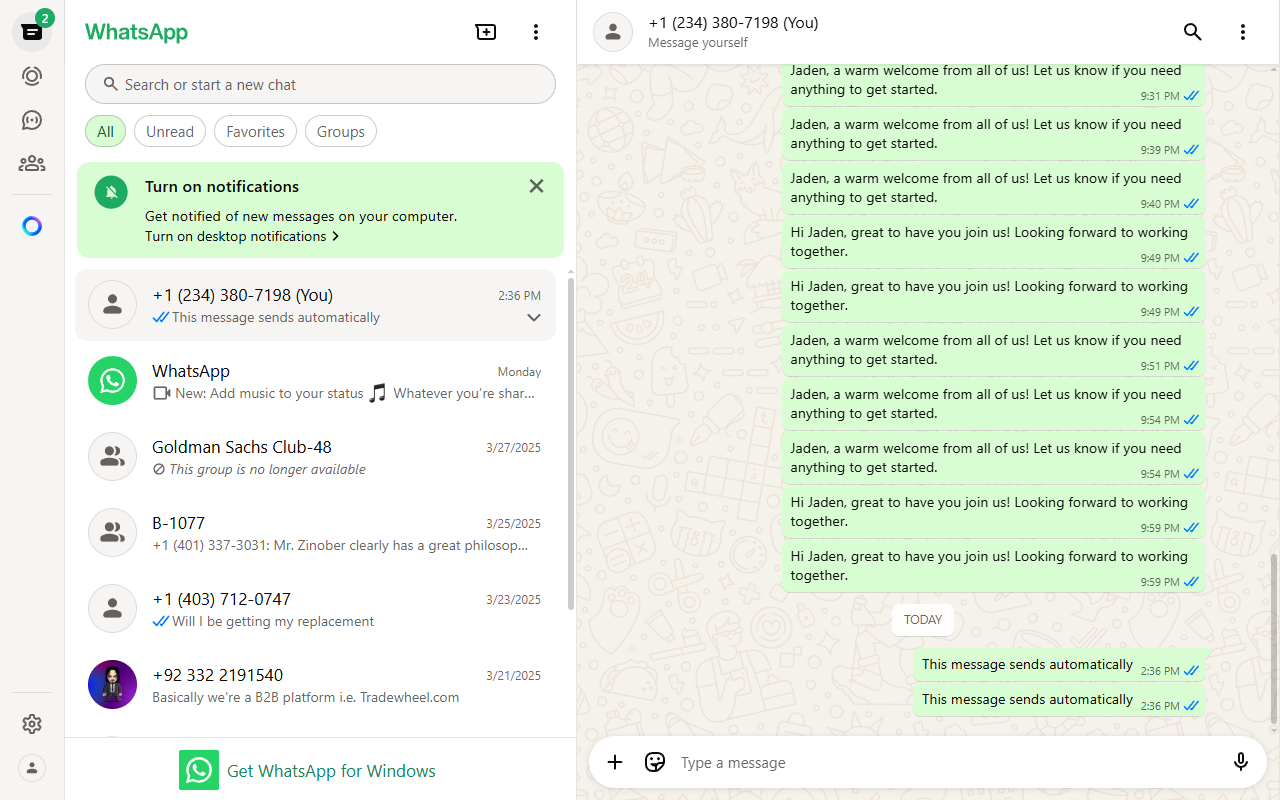 2
WhatsApp
Search or start a new chat
All
Unread
Favorites
Groups
Turn on notifications
Get notified of new messages on your computer.
Turn on desktop notifications
+1 (234) 380-7198 (You)
2:36 PM
This message sends automatically
WhatsApp
Monday
New: Add music to your status 🎵 Whatever you're shar...
Goldman Sachs Club-48
3/27/2025
This group is no longer available
B-1077
3/25/2025
+1 (401) 337-3031: Mr. Zinober clearly has a great philosop...
+1 (403) 712-0747
3/23/2025
Will I be getting my replacement
+92 332 2191540
3/21/2025
Basically we're a B2B platform i.e. Tradewheel.com
Get WhatsApp for Windows
+1 (234) 380-7198 (You)
Message yourself
Jaden, a warm welcome from all of us! Let us know if you need
anything to get started.
9:31 PM
Jaden, a warm welcome from all of us! Let us know if you need
anything to get started.
9:39 PM
Jaden, a warm welcome from all of us! Let us know if you need
anything to get started.
9:40 PM
Hi Jaden, great to have you join us! Looking forward to working
together.
9:49 PM
Hi Jaden, great to have you join us! Looking forward to working
together.
9:49 PM
Jaden, a warm welcome from all of us! Let us know if you need
anything to get started.
9:51 PM
Jaden, a warm welcome from all of us! Let us know if you need
anything to get started.
9:54 PM
Jaden, a warm welcome from all of us! Let us know if you need
anything to get started.
9:54 PM
Hi Jaden, great to have you join us! Looking forward to working
together.
9:59 PM
Hi Jaden, great to have you join us! Looking forward to working
together.
9:59 PM
TODAY
This message sends automatically
2:36 PM
This message sends automatically
2:36 PM
Type a message